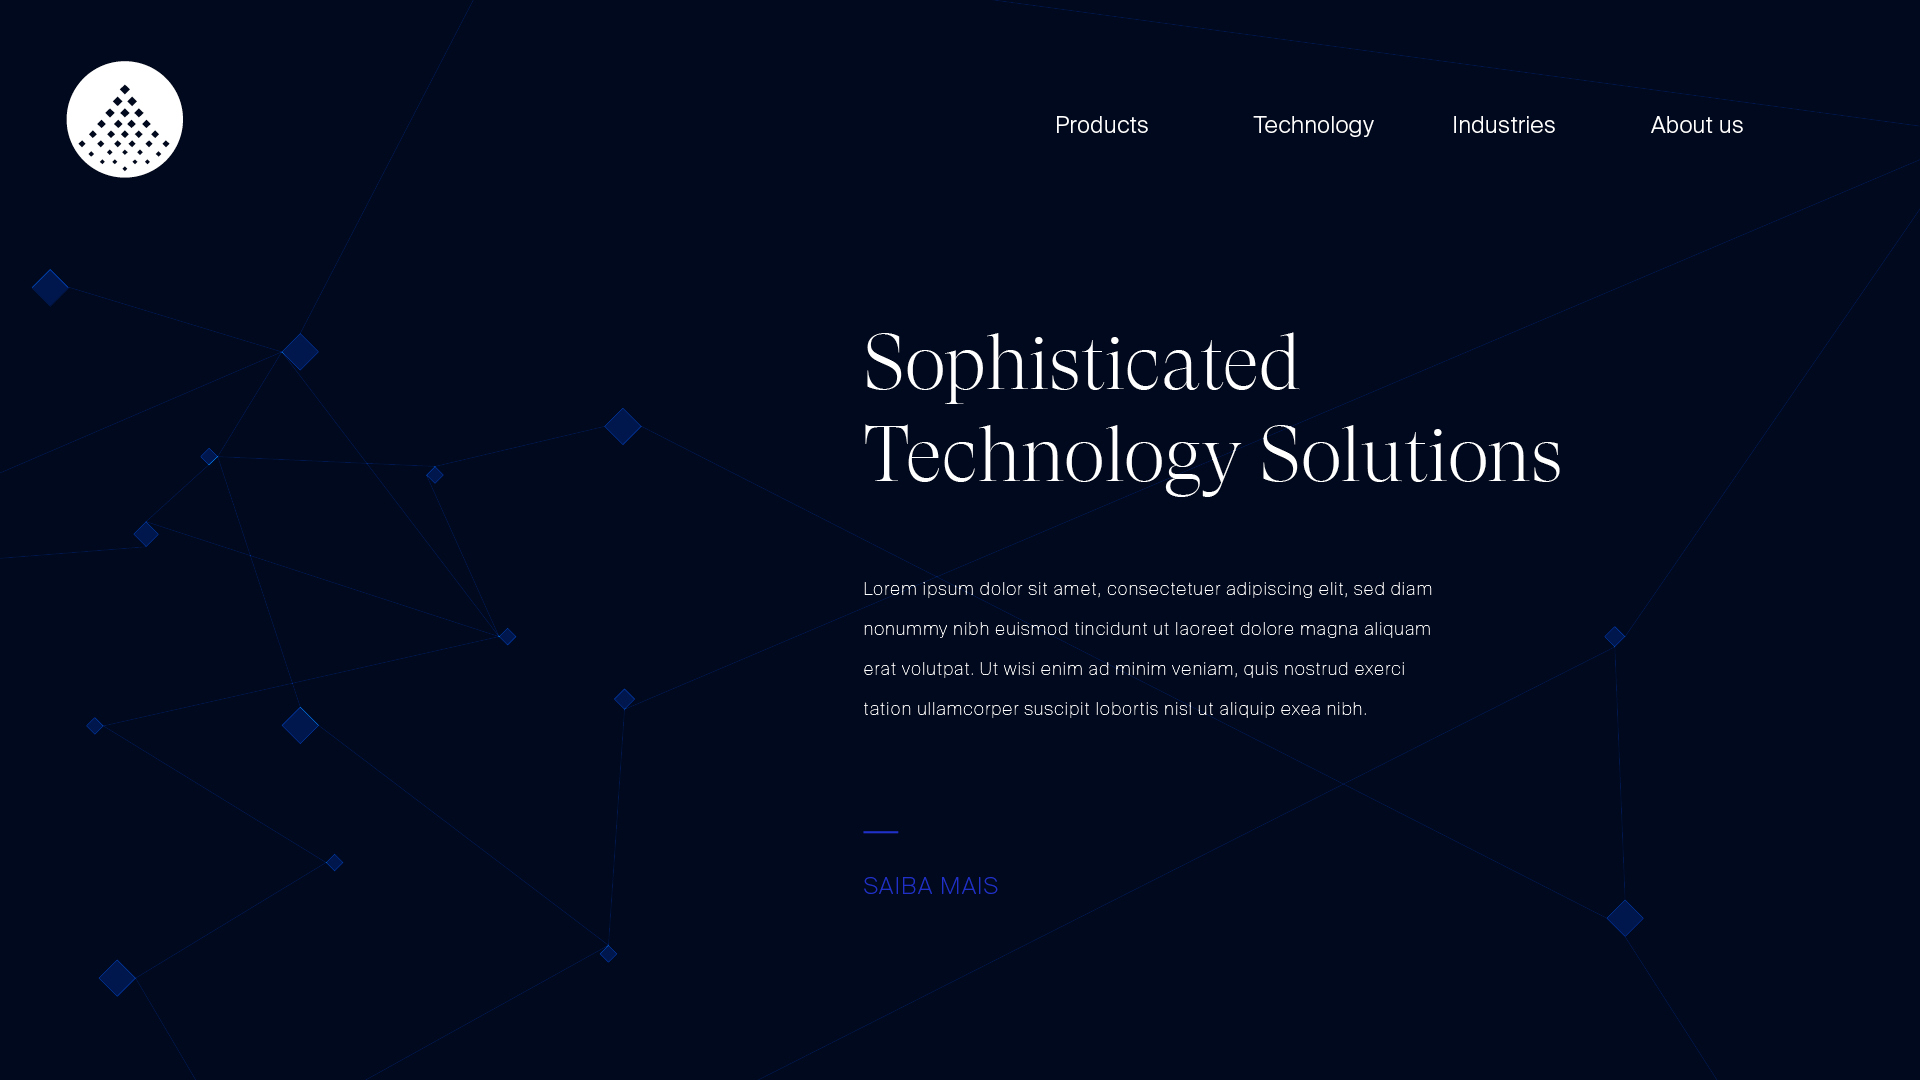 Products
Technology
Industries
About us
Sophisticated
Technology Solutions
Lorem ipsum dolor sit amet, consectetuer adipiscing elit, sed diam
nonummy nibh euismod tincidunt ut laoreet dolore magna aliquam
erat volutpat. Ut wisi enim ad minim veniam, quis nostrud exerci
tation ullamcorper suscipit lobortis nisl ut aliquip exea nibh.
SAIBA MAIS